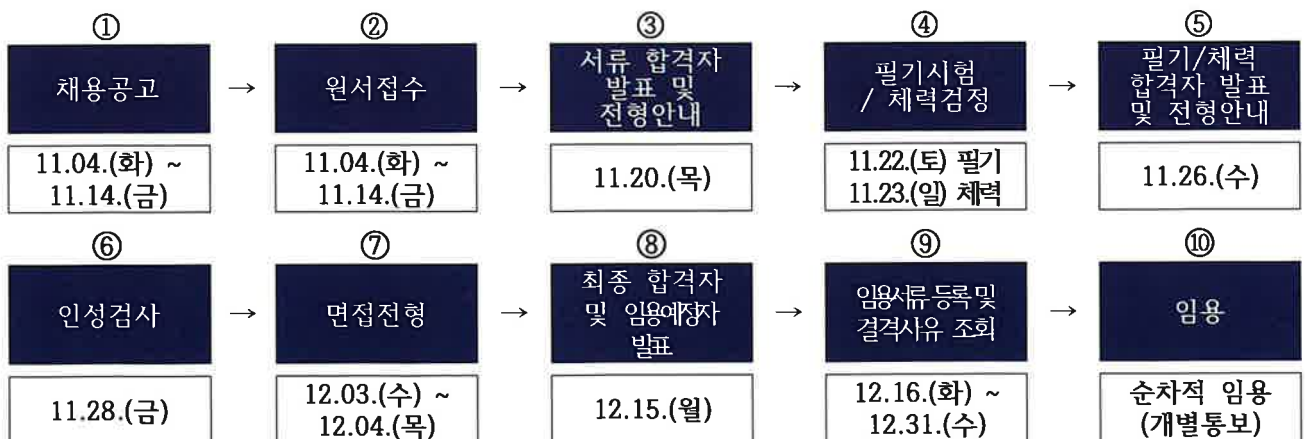 ① ② ③ ④ ⑤
채용공고 → 원서접수 → 서류 합격자 발표 및 전형안내 → 필기시험 / 체력검정 → 필기/체력 합격자 발표 및 전형안내
11.04.(화) ~ 11.14.(금)
11.04.(화) ~ 11.14.(금)
11.20.(목)
11.22.(토) 필기
11.23.(일) 체력
11.26.(수)
⑥ ⑦ ⑧ ⑨ ⑩
인성검사 → 면접전형 → 최종 합격자 및 임용예정자 발표 → 임용서류 등록 및 결격사유 조회 → 임용
11.28.(금)
12.03.(수) ~ 12.04.(목)
12.15.(월)
12.16.(화) ~ 12.31.(수)
순차적 임용
(개별통보)